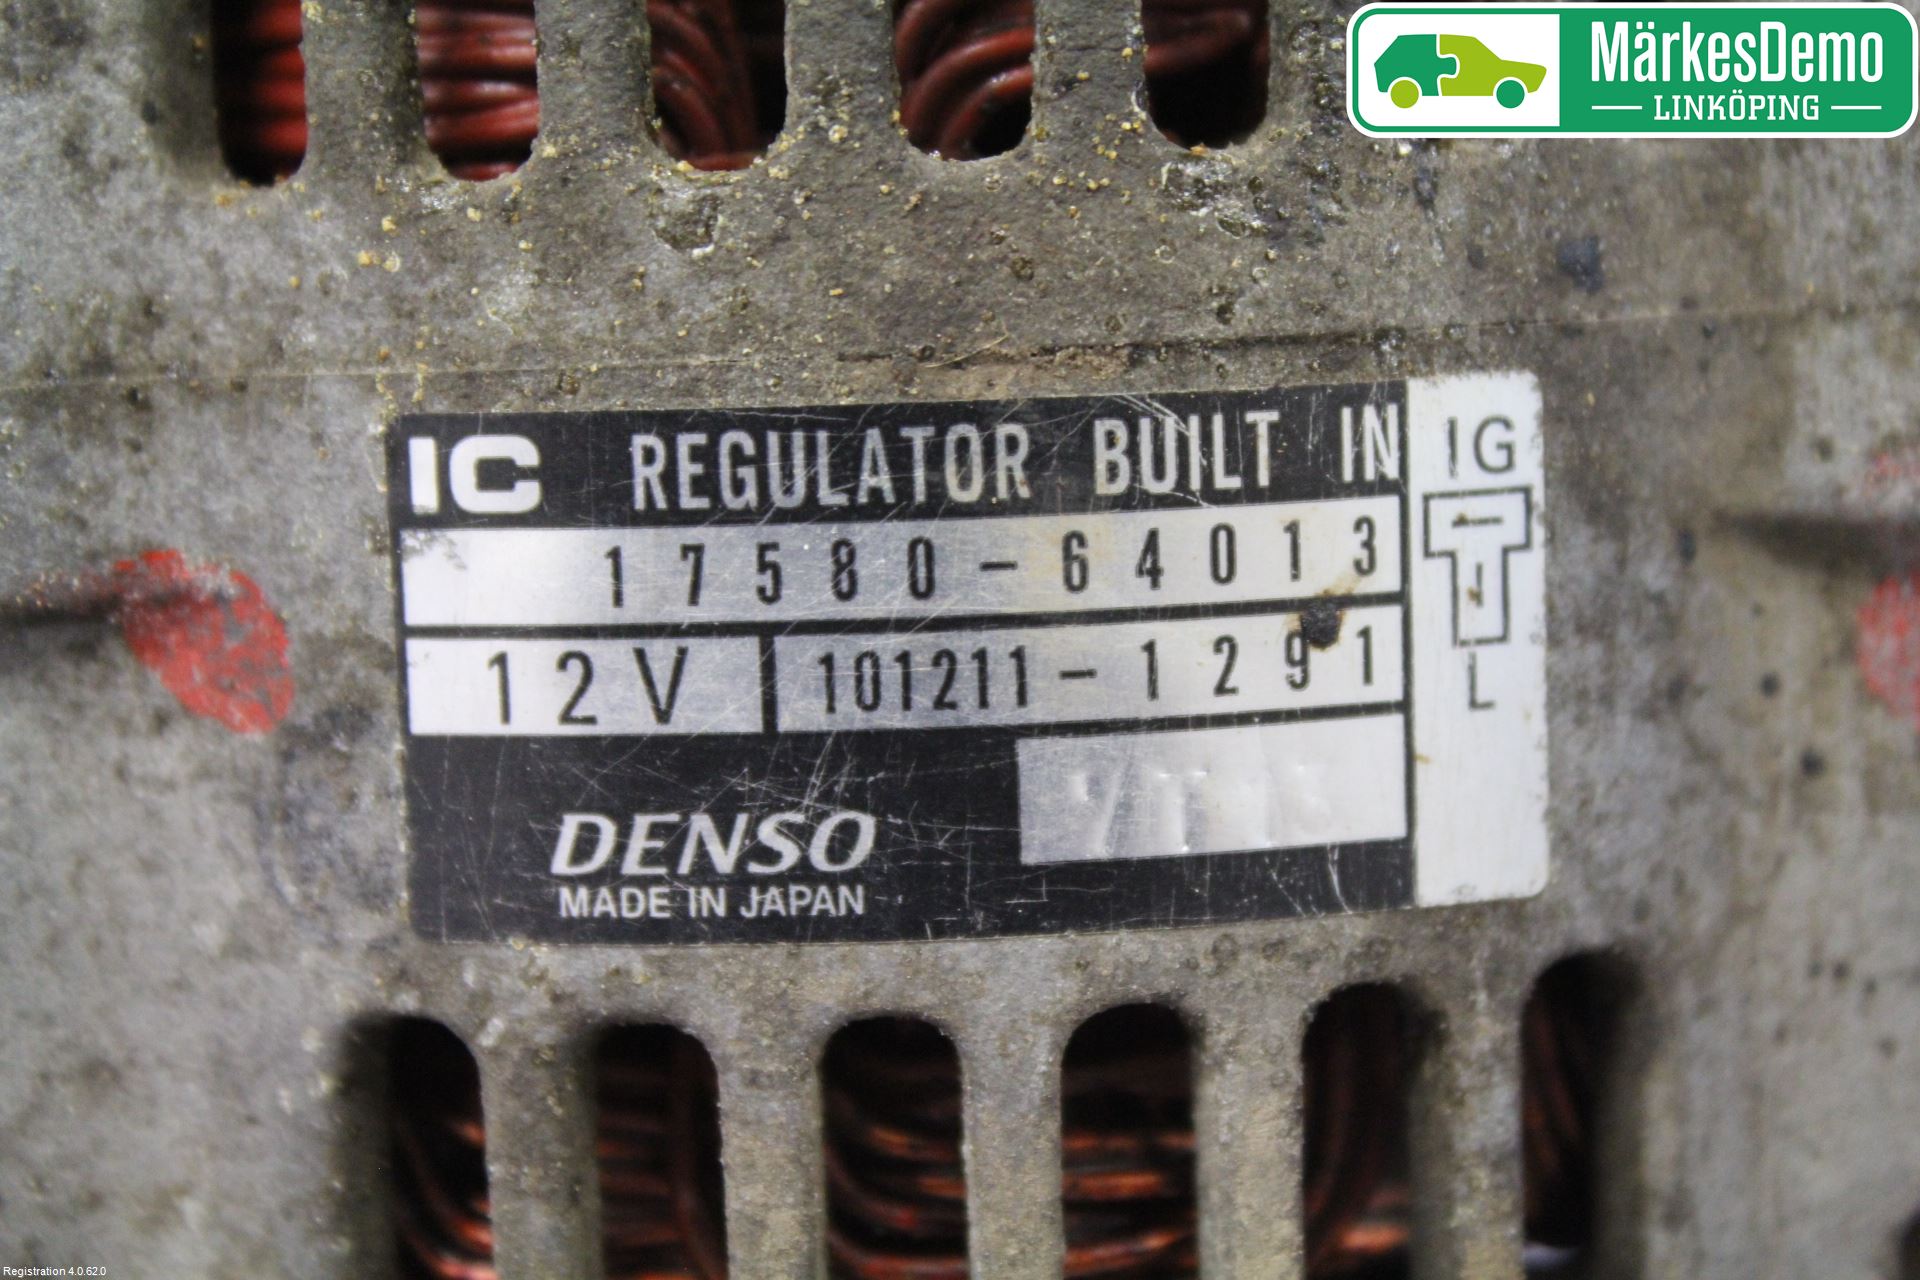 MärkesDemo
LINKÖPING
IC REGULATOR BUILT IN
IG
17580-64013
12V 101211-1291
L
DENSO
MADE IN JAPAN
Registration 4.0.62.0